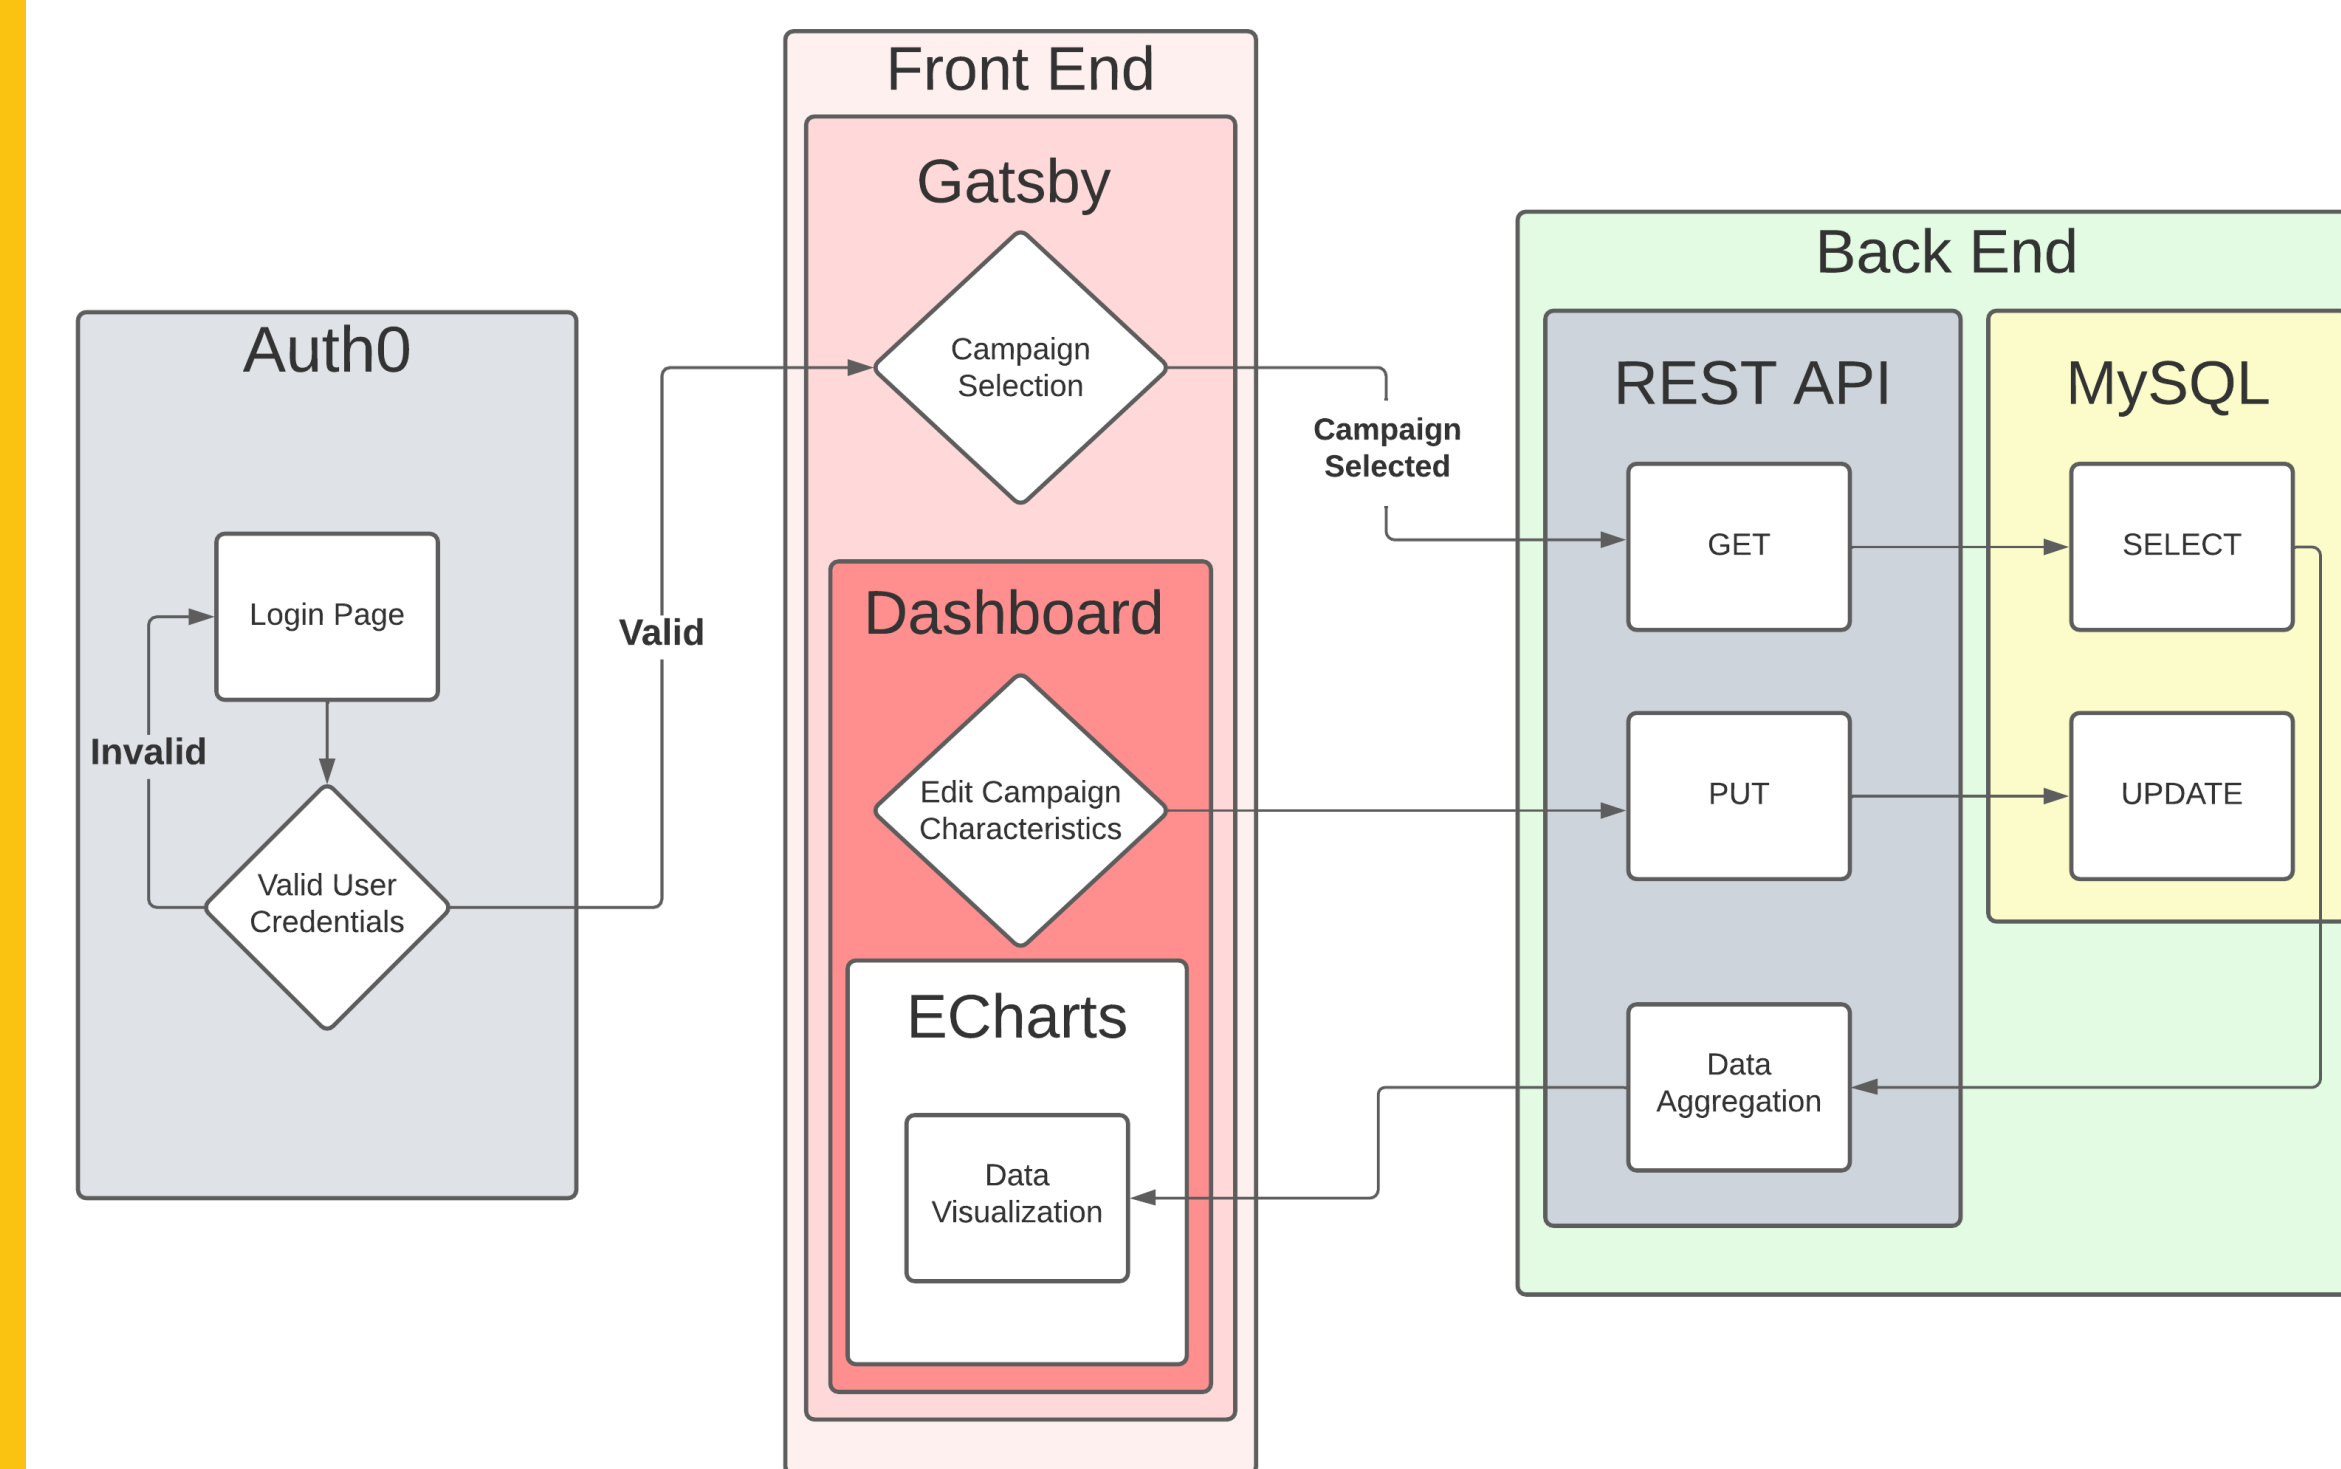 Auth0
Login Page
Invalid
Valid User
Credentials
Valid
Front End
Gatsby
Campaign
Selection
Dashboard
Edit Campaign
Characteristics
ECharts
Data
Visualization
Campaign
Selected
Back End
REST API
GET
PUT
Data
Aggregation
MySQL
SELECT
UPDATE